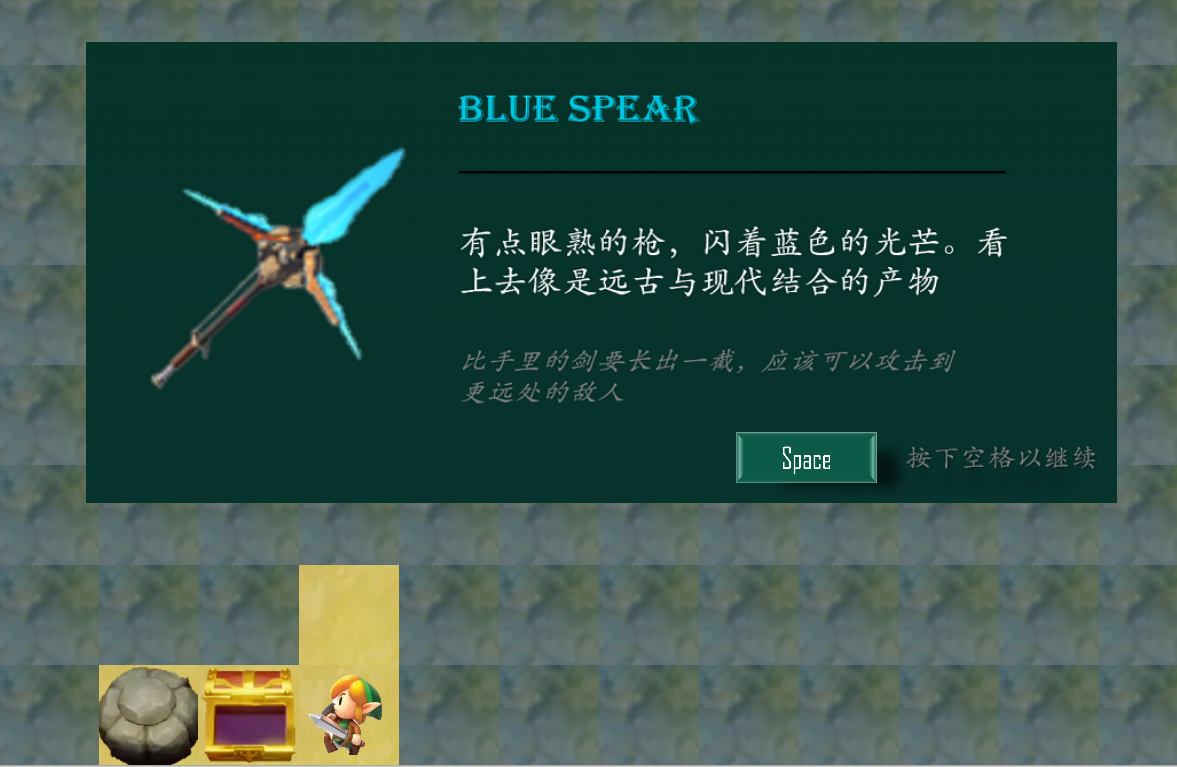 BLUE SPEAR
有点眼熟的枪，闪着蓝色的光芒。看
上去像是远古与现代结合的产物
比手里的剑要长出一截，应该可以攻击到
更远处的敌人
Space 按下空格以继续